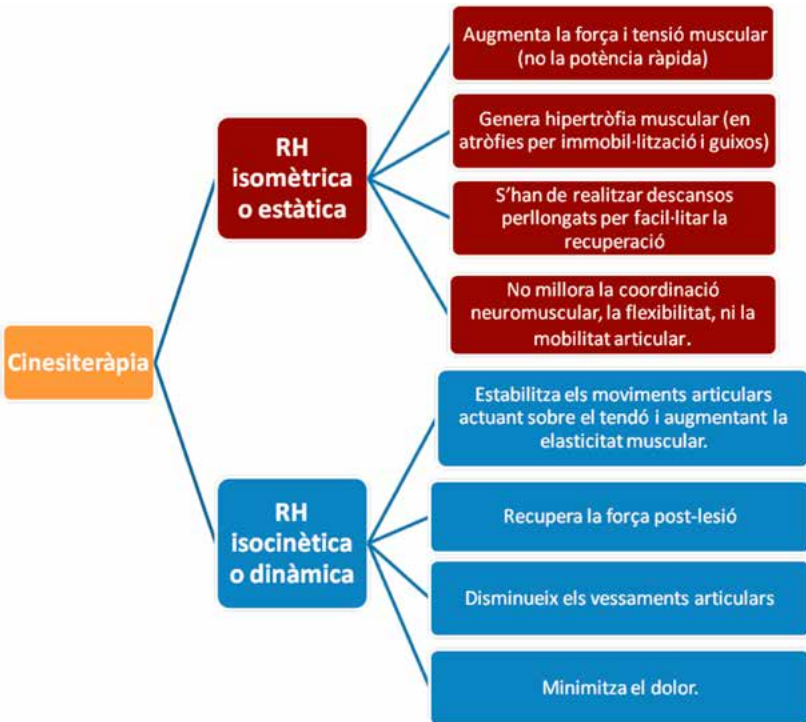 Augmenta la força i tensió muscular
(no la potència ràpida)
RH
isomètrica
o estàtica
Genera hipertròfia muscular (en
atròfies per immobil·lització i guixos)
S'han de realitzar descansos
perllongats per facil·litar la
recuperació
No millora la coordinació
neuromuscular, la flexibilitat, ni la
mobilitat articular.
Cinesiteràpia
Estabilitza els moviments articulars
actuant sobre el tendó i augmentant la
elasticitat muscular.
RH
isocinètica
o dinàmica
Recupera la força post-lesió
Disminueix els vessaments articulars
Minimitza el dolor.